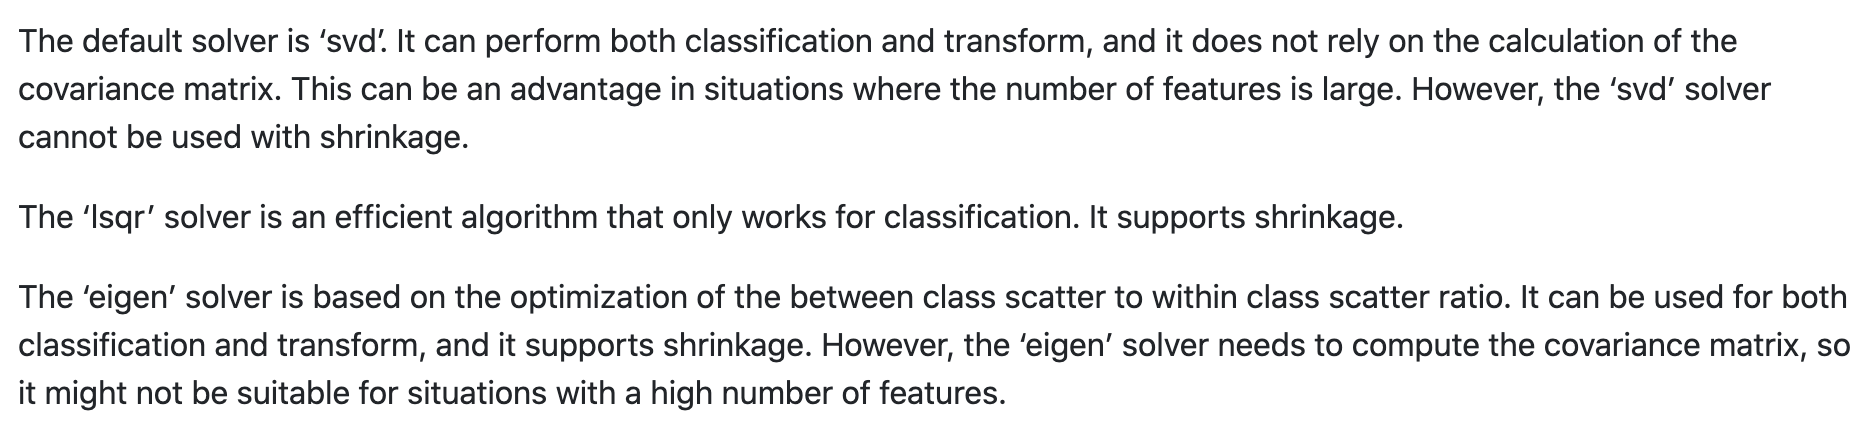 The default solver is ‘svd’. It can perform both classification and transform, and it does not rely on the calculation of the
covariance matrix. This can be an advantage in situations where the number of features is large. However, the ‘svd’ solver
cannot be used with shrinkage.
The ‘lsqr’ solver is an efficient algorithm that only works for classification. It supports shrinkage.
The ‘eigen’ solver is based on the optimization of the between class scatter to within class scatter ratio. It can be used for both
classification and transform, and it supports shrinkage. However, the ‘eigen’ solver needs to compute the covariance matrix, so
it might not be suitable for situations with a high number of features.